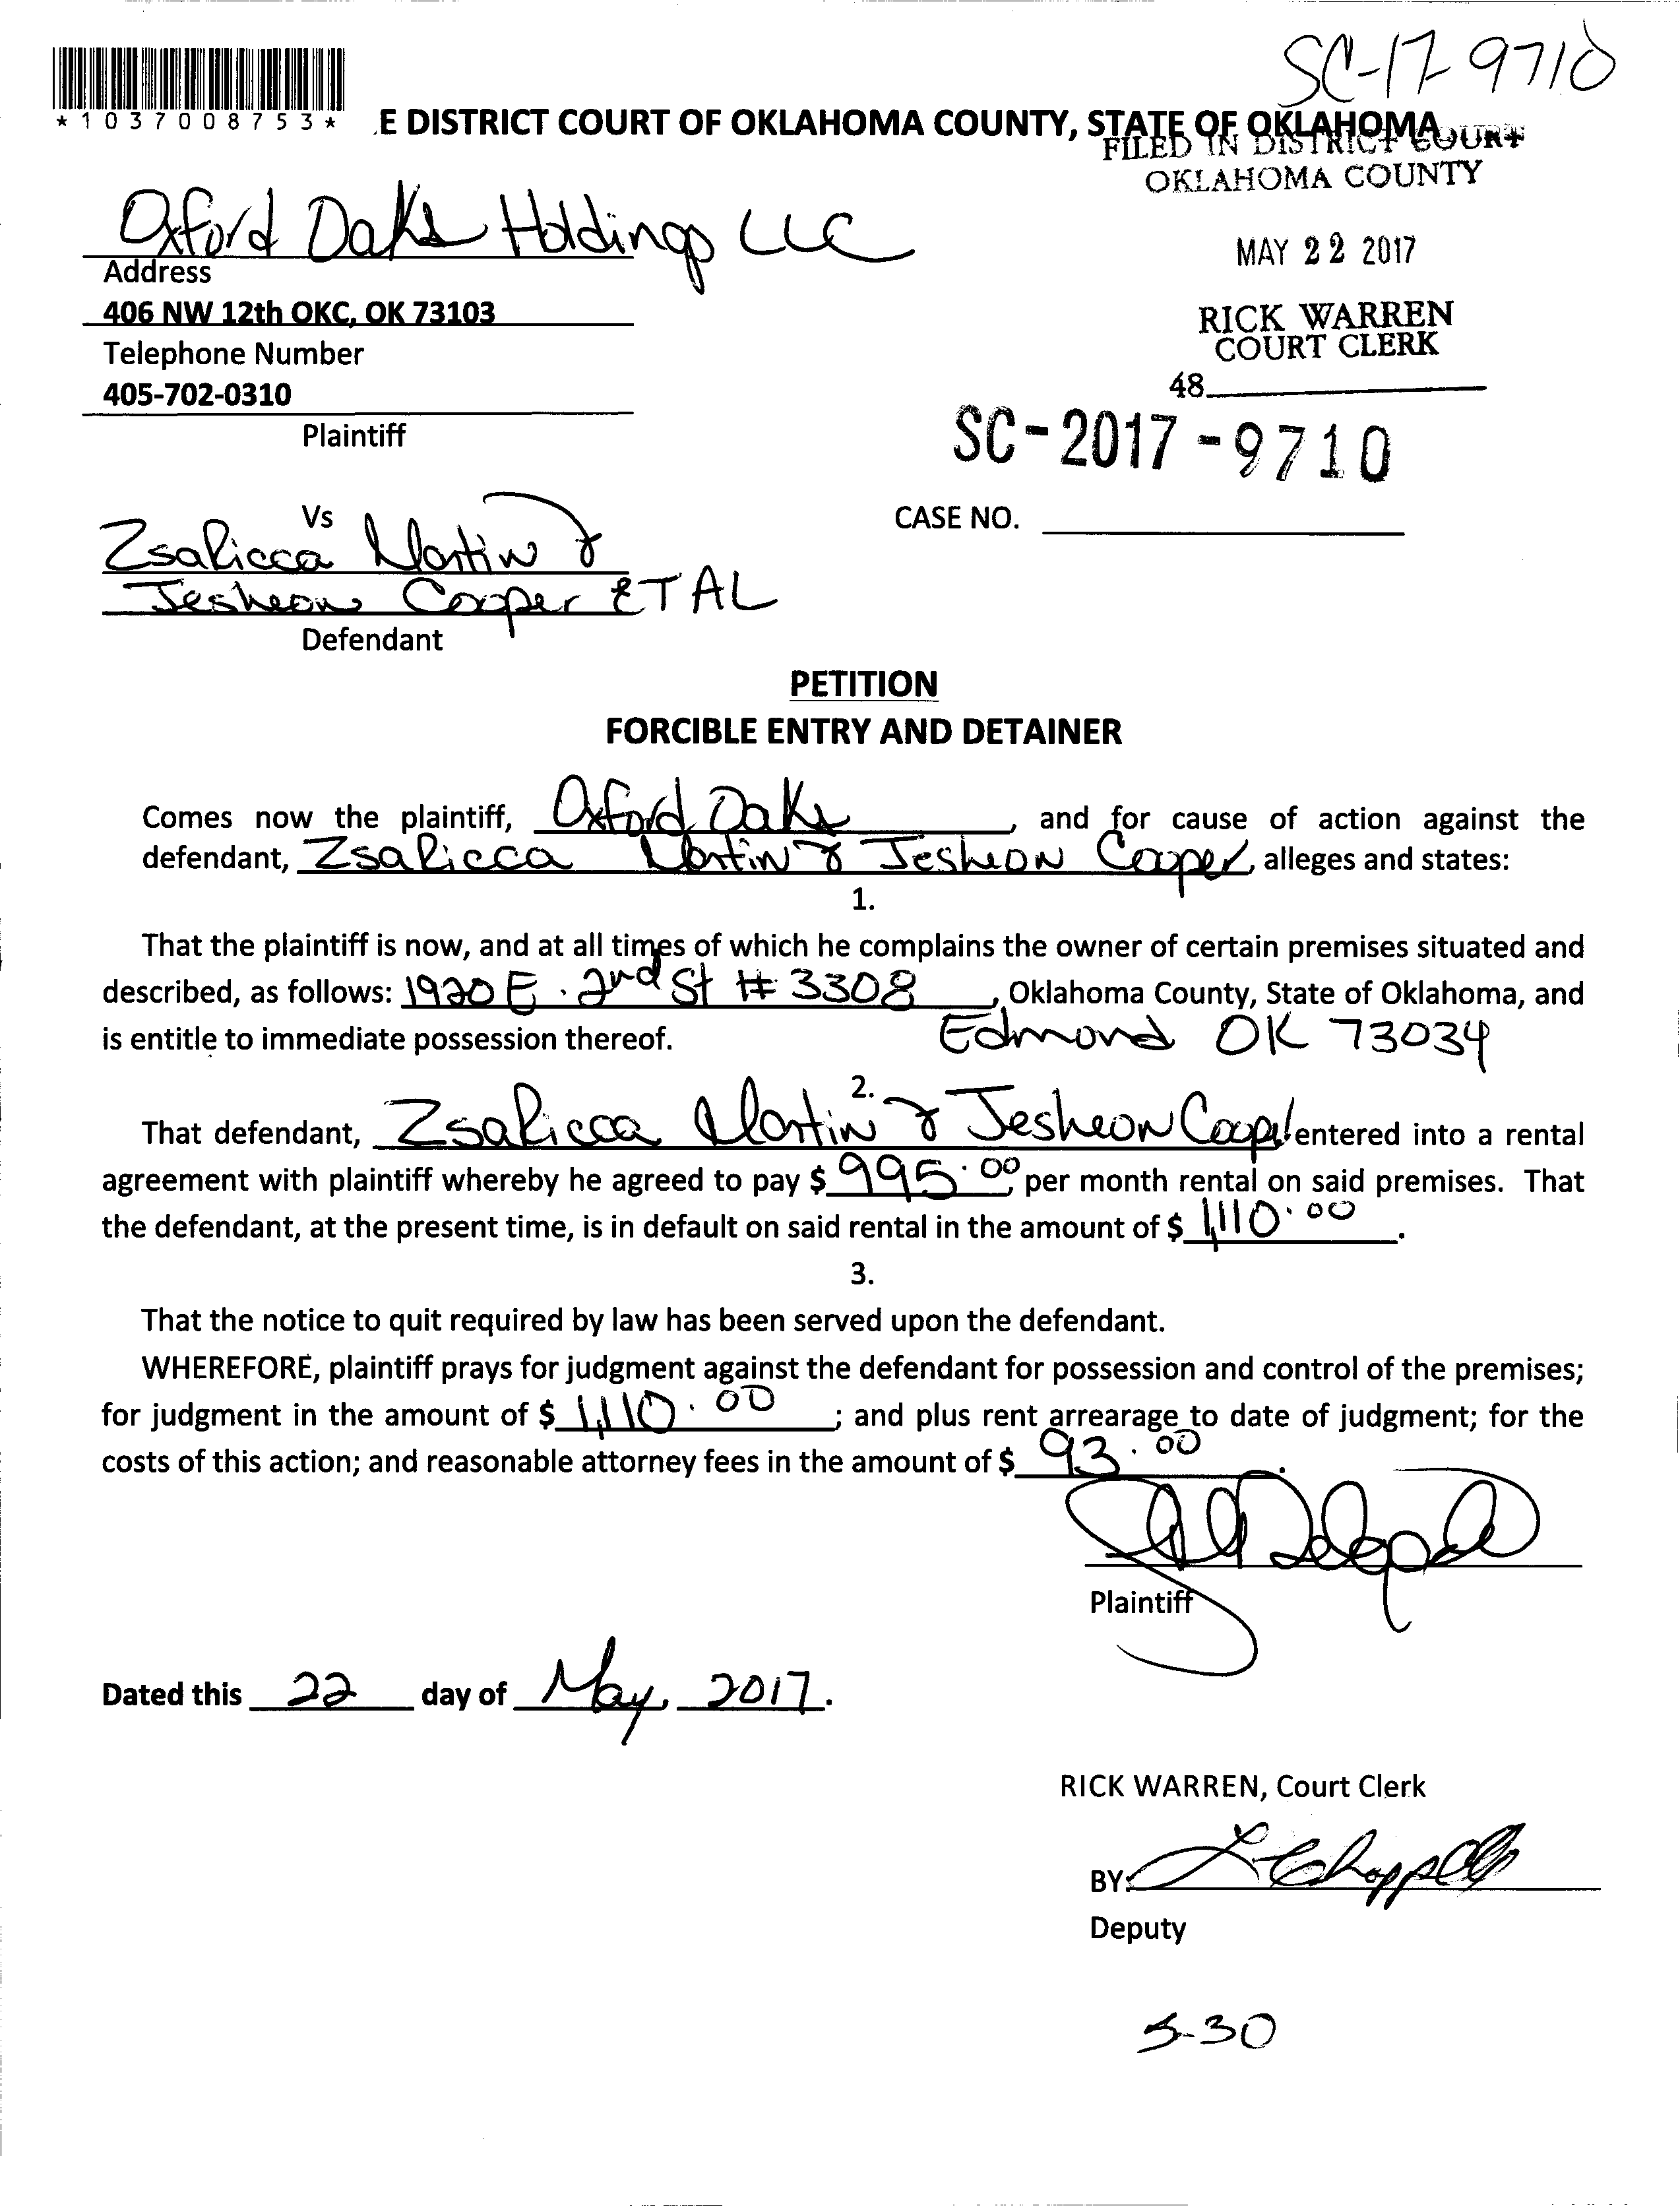 SC-17-9710
*1037008753*
E DISTRICT COURT OF OKLAHOMA COUNTY, STATE OF OKLAHOMA
FILED IN DISTRICT COURT
OKLAHOMA COUNTY
Oxford Oaks Holdings LLC
MAY 22 2017
Address
406 NW 12th OKC, OK 73103
RICK WARREN
COURT CLERK
Telephone Number
48
405-702-0310
Plaintiff
SC-2017-9710
Vs
CASE NO.
Zsaricca Martin &
Jesheon Cooper ET AL
Defendant
PETITION
FORCIBLE ENTRY AND DETAINER
Comes now the plaintiff, Oxford Oaks, and for cause of action against the
defendant, Zsaricca Martin & Jesheon Cooper, alleges and states:
1.
That the plaintiff is now, and at all times of which he complains the owner of certain premises situated and
described, as follows: 1920 E. 2nd St # 3308, Oklahoma County, State of Oklahoma, and
is entitle to immediate possession thereof. Edmond OK 73034
2.
That defendant, Zsaricca Martin & Jesheon Cooper entered into a rental
agreement with plaintiff whereby he agreed to pay $ 995.00, per month rental on said premises. That
the defendant, at the present time, is in default on said rental in the amount of $ 1,110.00.
3.
That the notice to quit required by law has been served upon the defendant.
WHEREFORE, plaintiff prays for judgment against the defendant for possession and control of the premises;
for judgment in the amount of $ 1,110.00; and plus rent arrearage to date of judgment; for the
costs of this action; and reasonable attorney fees in the amount of $ 93.00.
Plaintiff
Dated this 22 day of May, 2017.
RICK WARREN, Court Clerk
BY:
Deputy
5-30